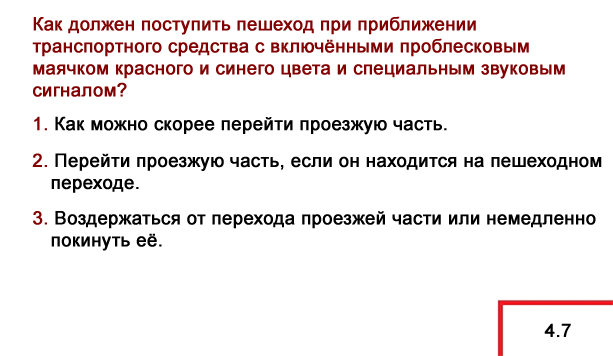 Как должен поступить пешеход при приближении
транспортного средства с включёнными проблесковым
маячком красного и синего цвета и специальным звуковым
сигналом?
1. Как можно скорее перейти проезжую часть.
2. Перейти проезжую часть, если он находится на пешеходном
переходе.
3. Воздержаться от перехода проезжей части или немедленно
покинуть её.
4.7